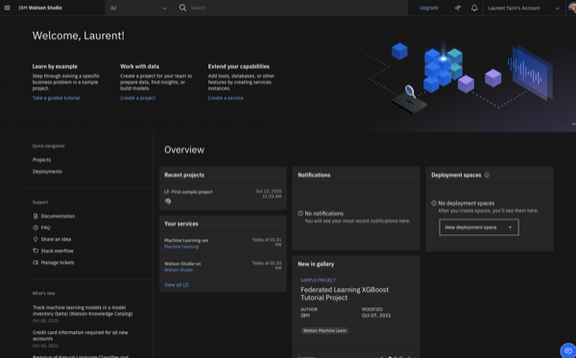 IBM Watson Studio
All
Search
Upgrade
Laurent Tarin's Account
Welcome, Laurent!
Learn by example
Step through solving a specific
business problem in a sample
project.
Take a guided tutorial
Work with data
Create a project for your team to
prepare data, find insights, or
build models.
Create a project
Extend your capabilities
Add tools, databases, or other
features by creating services
instances.
Create a service
Quick navigation
Projects
Deployments
Support
Documentation
FAQ
Share an idea
Stack overflow
Manage tickets
What's new
Track machine learning models in a model
inventory (beta) (Watson Knowledge Catalog)
Oct 08, 2021
Credit card information required for all new
accounts
Oct 04, 2021
Removal of Natural Language Classifier and
Overview
Recent projects
LT- First sample project
Oct 13, 2020
11:33 AM
Your services
Machine Learning-we
Machine Learning
Today at 01:21
PM
Watson Studio-vn
Watson Studio
Today at 01:20
PM
View all (2)
Notifications
No notifications
You will see your most recent notifications here.
New in gallery
SAMPLE PROJECT
Federated Learning XGBoost
Tutorial Project
AUTHOR
IBM
MODIFIED
Oct 07, 2021
Watson Machine Learn
Deployment spaces
No deployment spaces
After you create spaces, you'll see them here.
New deployment space +